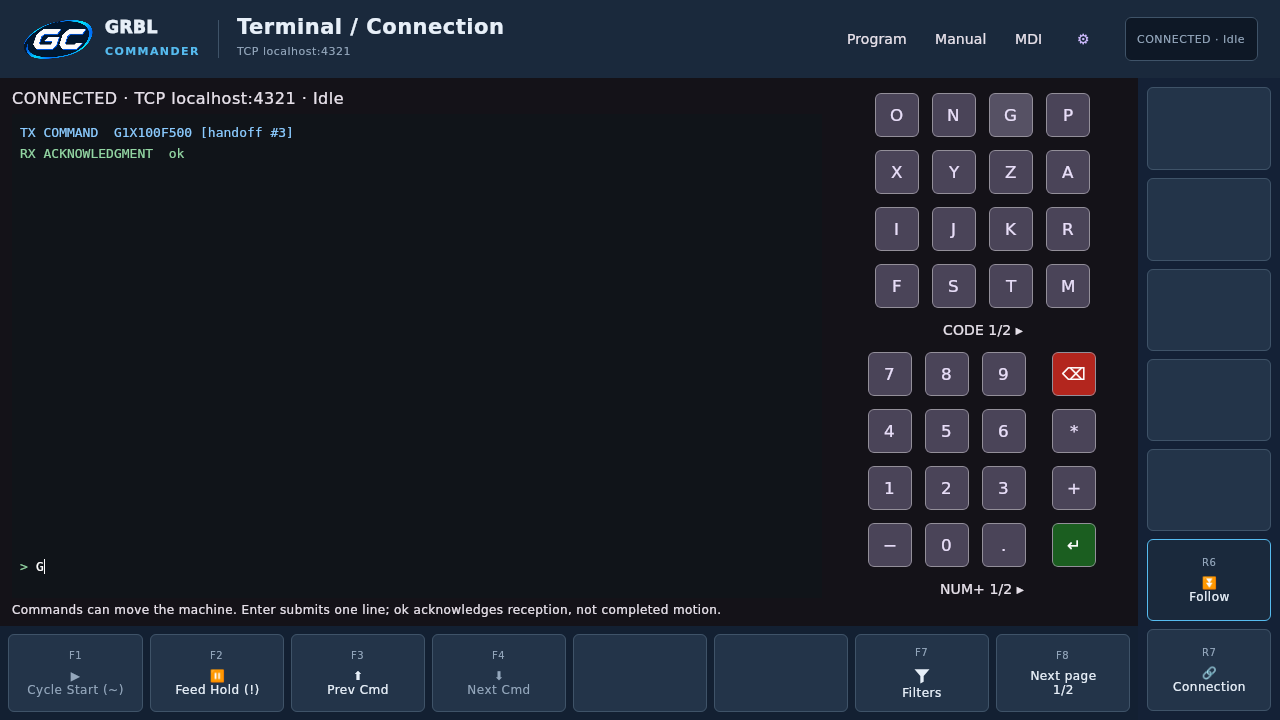 GC
GRBL
COMMANDER
Terminal / Connection
TCP localhost:4321
Program
Manual
MDI
⚙
CONNECTED · Idle
CONNECTED · TCP localhost:4321 · Idle
TX COMMAND  G1X100F500 [handoff #3]
RX ACKNOWLEDGMENT  ok
> G
Commands can move the machine. Enter submits one line; ok acknowledges reception, not completed motion.
O N G P
X Y Z A
I J K R
F S T M
CODE 1/2 ▸
7 8 9 ⌫
4 5 6 *
1 2 3 +
− 0 . ↵
NUM+ 1/2 ▸
R6
⏬
Follow
R7
🔗
Connection
F1
▶
Cycle Start (~)
F2
⏸
Feed Hold (!)
F3
⬆
Prev Cmd
F4
⬇
Next Cmd
F7
Filters
F8
Next page
1/2